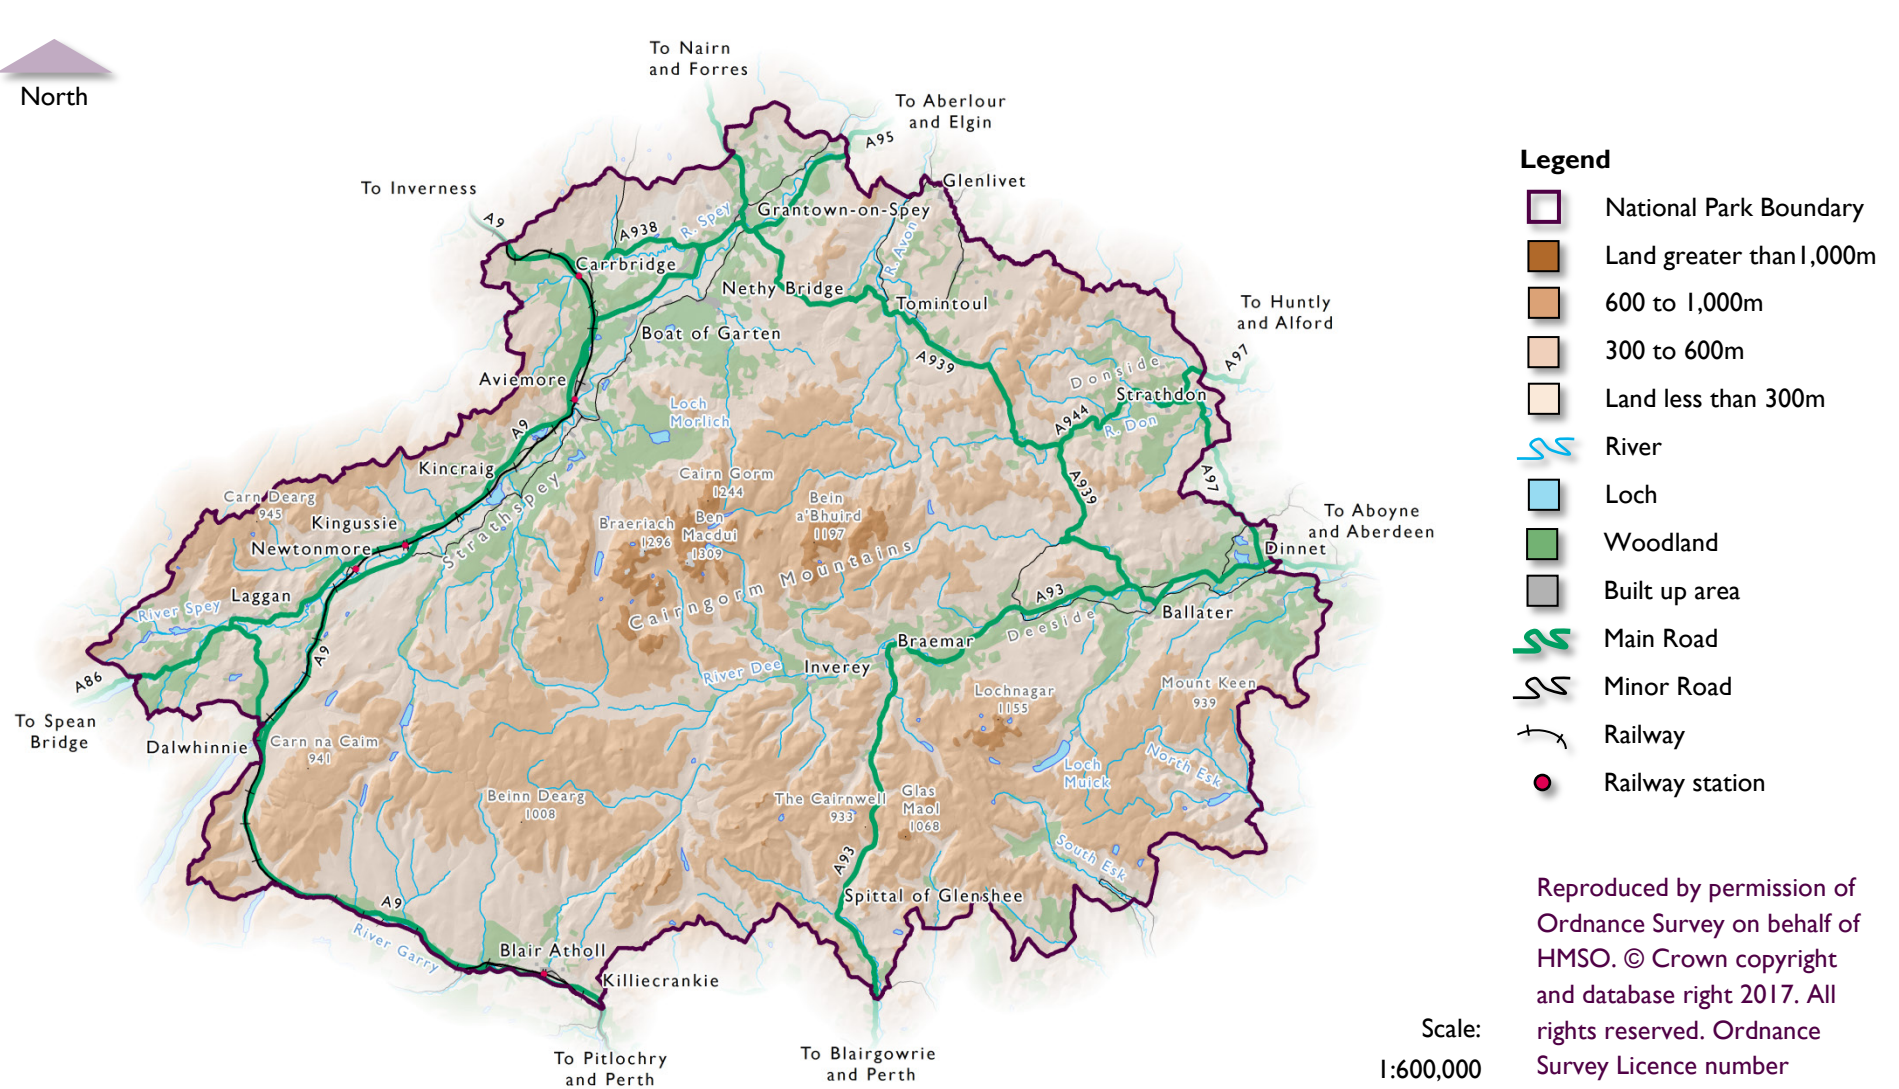 North
To Nairn
and Forres
To Aberlour
and Elgin
A95
To Inverness
A9
Glenlivet
Grantown-on-Spey
A938
R. Spey
R. Avon
Carrbridge
Nethy Bridge
Tomintoul
To Huntly
and Alford
Boat of Garten
A939
A97
Donside
Aviemore
Strathdon
Loch
Morlich
A944
R. Don
A9
Kincraig
Cairn Gorm
1244
A939
A97
Carn Dearg
945
Bein
a'Bhuird
1197
Kingussie
Strathspey
Braeriach
1296
Ben
Macdui
1309
To Aboyne
and Aberdeen
Newtonmore
Dinnet
Cairngorm Mountains
Laggan
River Spey
A93
Ballater
Deeside
Braemar
A9
Inverey
River Dee
A86
Lochnagar
1155
Mount Keen
939
To Spean
Bridge
Dalwhinnie
Carn na Caim
941
Loch
Muick
North Esk
Beinn Dearg
1008
The Cairnwell
933
Glas
Maol
1068
A93
South Esk
Spittal of Glenshee
A9
River Garry
Blair Atholl
Killiecrankie
To Pitlochry
and Perth
To Blairgowrie
and Perth
Legend
National Park Boundary
Land greater than1,000m
600 to 1,000m
300 to 600m
Land less than 300m
River
Loch
Woodland
Built up area
Main Road
Minor Road
Railway
Railway station
Scale:
1:600,000
Reproduced by permission of
Ordnance Survey on behalf of
HMSO. © Crown copyright
and database right 2017. All
rights reserved. Ordnance
Survey Licence number